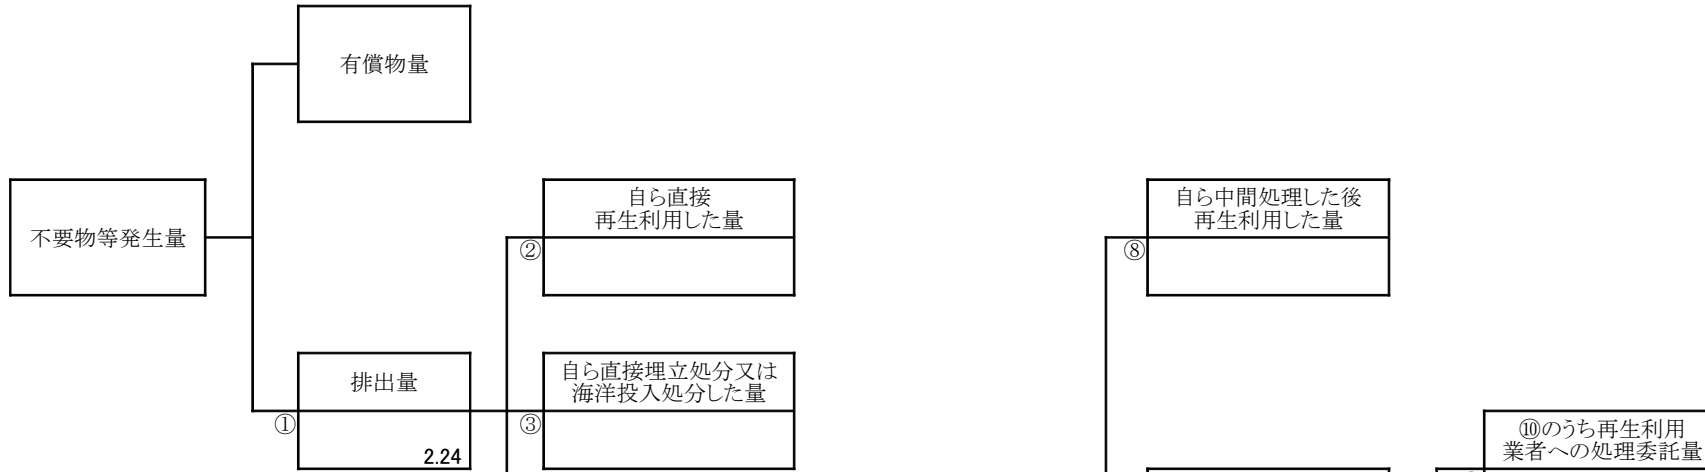 有償物量
不要物等発生量
自ら直接
再生利用した量
②
自ら中間処理した後
再生利用した量
⑧
排出量
①
2.24
自ら直接埋立処分又は
海洋投入処分した量
③
⑩のうち再生利用
業者への処理委託量